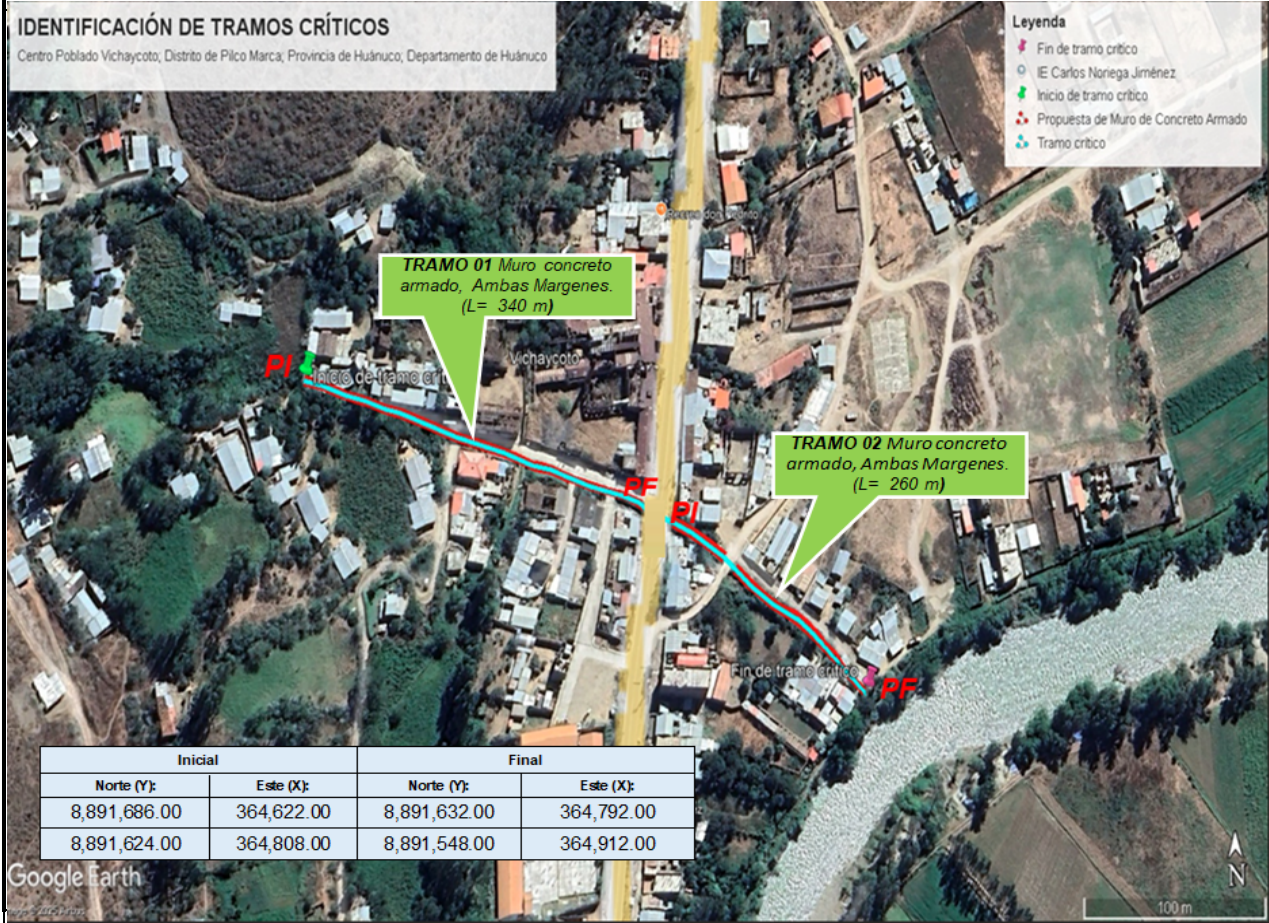 IDENTIFICACIÓN DE TRAMOS CRÍTICOS
Centro Poblado Vichaycoto; Distrito de Pilco Marca; Provincia de Huánuco; Departamento de Huánuco
Leyenda
Fin de tramo crítico
IE Carlos Noriega Jiménez
Inicio de tramo crítico
Propuesta de Muro de Concreto Armado
Tramo crítico
TRAMO 01 Muro concreto
armado, Ambas Margenes.
(L= 340 m)
Vichaycoto
PI
Inicio de tramo crít
TRAMO 02 Muro concreto
armado, Ambas Margenes.
(L= 260 m)
PF
PI
Fin de tramo crítico
PF
Inicial Final
Norte (Y): Este (X): Norte (Y): Este (X):
8,891,686.00 364,622.00 8,891,632.00 364,792.00
8,891,624.00 364,808.00 8,891,548.00 364,912.00
Google Earth
N
100 m